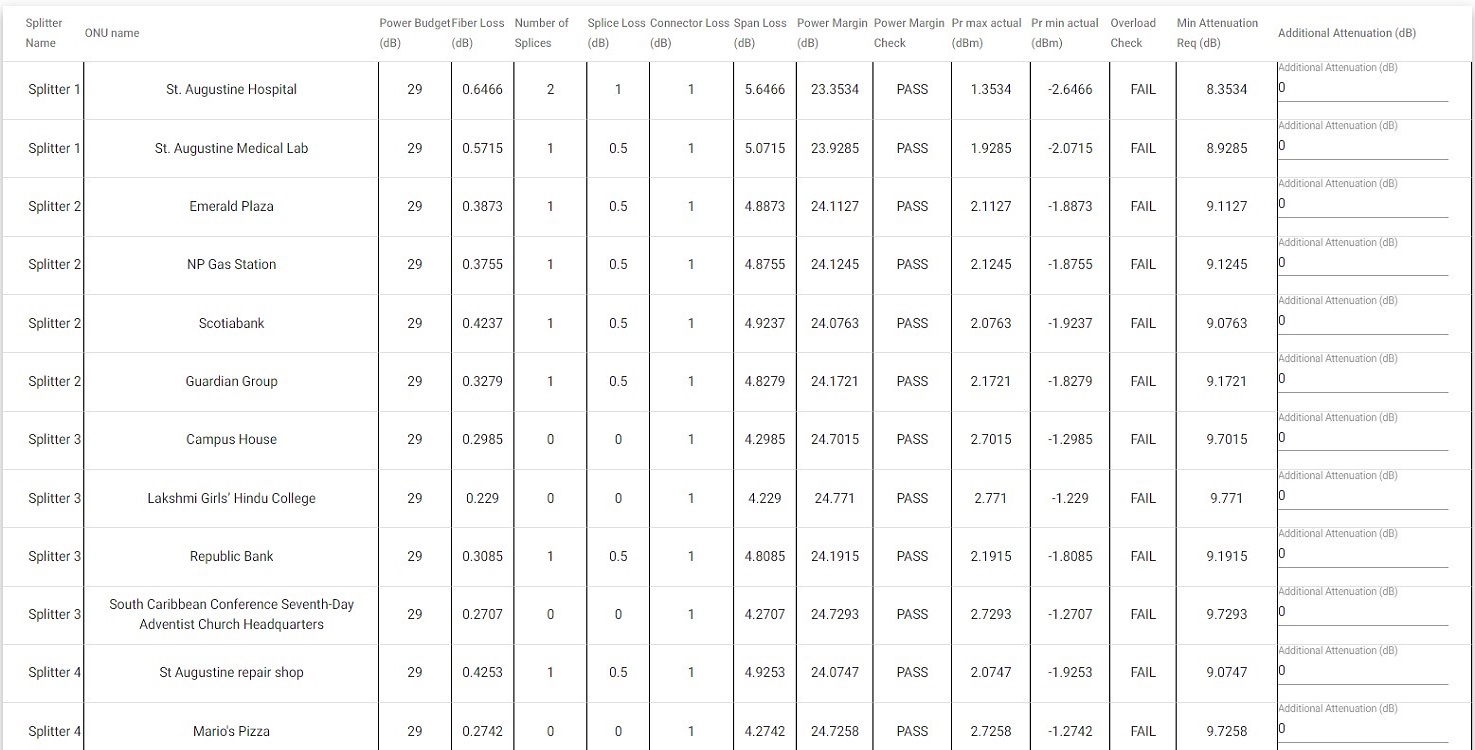 Splitter Name ONU name Power Budget (dB) Fiber Loss (dB) Number of Splices Splice Loss (dB) Connector Loss (dB) Span Loss (dB) Power Margin (dB) Power Margin Check Pr max actual (dBm) Pr min actual (dBm) Overload Check Min Attenuation Req (dB) Additional Attenuation (dB)
Splitter 1 St. Augustine Hospital 29 0.6466 2 1 1 5.6466 23.3534 PASS 1.3534 -2.6466 FAIL 8.3534 Additional Attenuation (dB) 0
Splitter 1 St. Augustine Medical Lab 29 0.5715 1 0.5 1 5.0715 23.9285 PASS 1.9285 -2.0715 FAIL 8.9285 Additional Attenuation (dB) 0
Splitter 2 Emerald Plaza 29 0.3873 1 0.5 1 4.8873 24.1127 PASS 2.1127 -1.8873 FAIL 9.1127 Additional Attenuation (dB) 0
Splitter 2 NP Gas Station 29 0.3755 1 0.5 1 4.8755 24.1245 PASS 2.1245 -1.8755 FAIL 9.1245 Additional Attenuation (dB) 0
Splitter 2 Scotiabank 29 0.4237 1 0.5 1 4.9237 24.0763 PASS 2.0763 -1.9237 FAIL 9.0763 Additional Attenuation (dB) 0
Splitter 2 Guardian Group 29 0.3279 1 0.5 1 4.8279 24.1721 PASS 2.1721 -1.8279 FAIL 9.1721 Additional Attenuation (dB) 0
Splitter 3 Campus House 29 0.2985 0 0 1 4.2985 24.7015 PASS 2.7015 -1.2985 FAIL 9.7015 Additional Attenuation (dB) 0
Splitter 3 Lakshmi Girls' Hindu College 29 0.229 0 0 1 4.229 24.771 PASS 2.771 -1.229 FAIL 9.771 Additional Attenuation (dB) 0
Splitter 3 Republic Bank 29 0.3085 1 0.5 1 4.8085 24.1915 PASS 2.1915 -1.8085 FAIL 9.1915 Additional Attenuation (dB) 0
Splitter 3 South Caribbean Conference Seventh-Day Adventist Church Headquarters 29 0.2707 0 0 1 4.2707 24.7293 PASS 2.7293 -1.2707 FAIL 9.7293 Additional Attenuation (dB) 0
Splitter 4 St Augustine repair shop 29 0.4253 1 0.5 1 4.9253 24.0747 PASS 2.0747 -1.9253 FAIL 9.0747 Additional Attenuation (dB) 0
Splitter 4 Mario's Pizza 29 0.2742 0 0 1 4.2742 24.7258 PASS 2.7258 -1.2742 FAIL 9.7258 Additional Attenuation (dB) 0